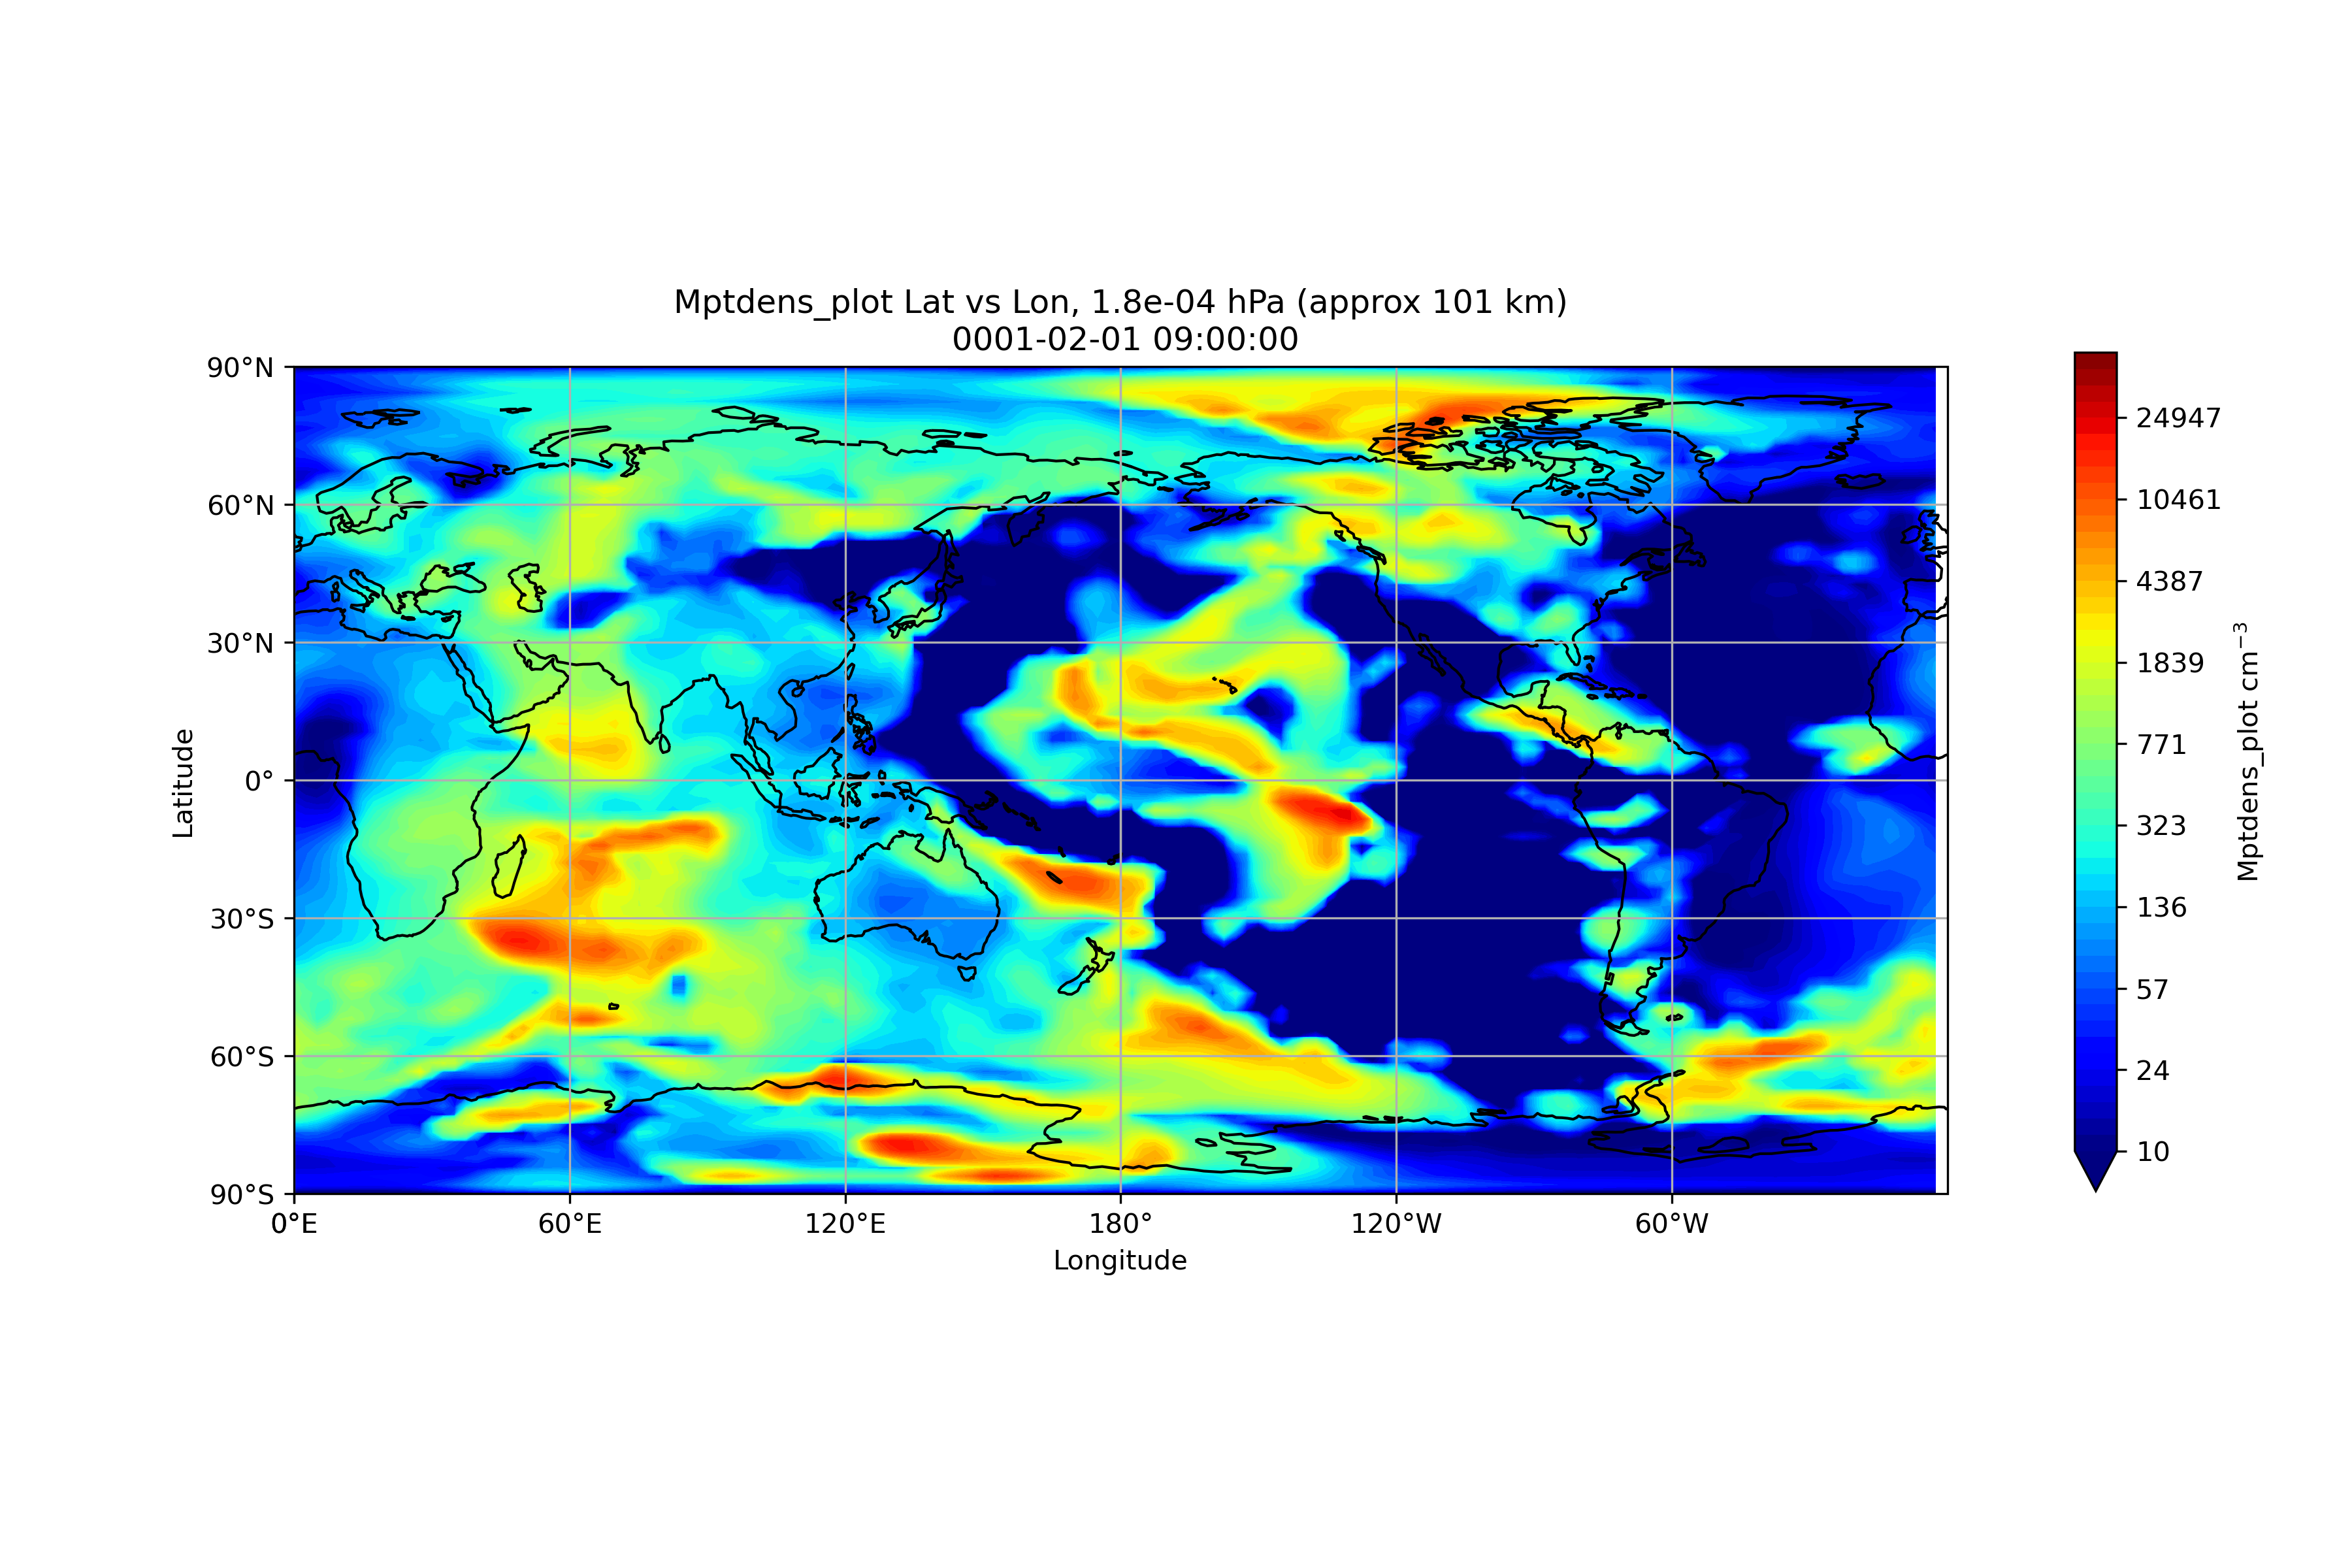 Mptdens_plot Lat vs Lon, 1.8e-04 hPa (approx 101 km)
0001-02-01 09:00:00
90°N
60°N
30°N
0°
30°S
60°S
90°S
Latitude
0°E
60°E
120°E
180°
120°W
60°W
Longitude
24947
10461
4387
1839
771
323
136
57
24
10
Mptdens_plot cm⁻³